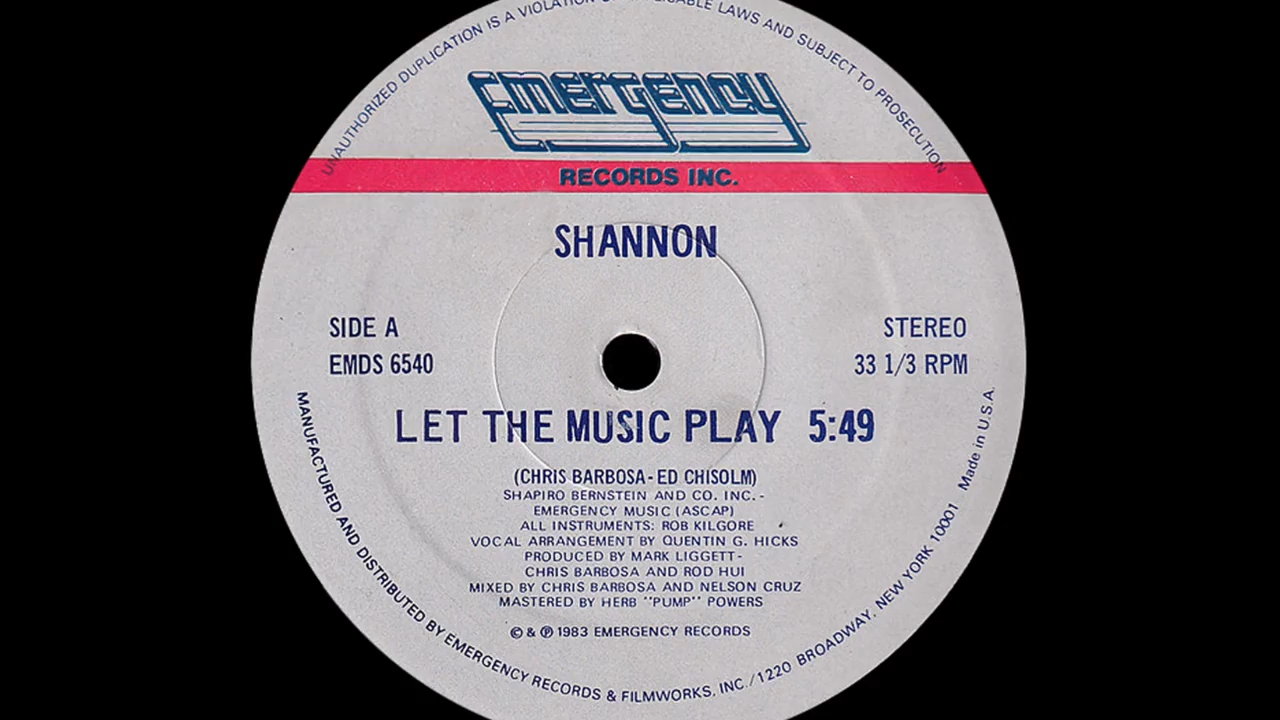 UNAUTHORIZED DUPLICATION IS A VIOLATION OF APPLICABLE LAWS AND SUBJECT TO PROSECUTION
Emergency
RECORDS INC.
SHANNON
SIDE A
STEREO
EMDS 6540
33 1/3 RPM
LET THE MUSIC PLAY 5:49
(CHRIS BARBOSA-ED CHISOLM)
SHAPIRO BERNSTEIN AND CO. INC.-
EMERGENCY MUSIC (ASCAP)
ALL INSTRUMENTS: ROB KILGORE
VOCAL ARRANGEMENT BY QUENTIN G. HICKS
PRODUCED BY MARK LIGGETT-
CHRIS BARBOSA AND ROD HUI
MIXED BY CHRIS BARBOSA AND NELSON CRUZ
MASTERED BY HERB "PUMP" POWERS
© & ℗ 1983 EMERGENCY RECORDS
MANUFACTURED AND DISTRIBUTED BY EMERGENCY RECORDS & FILMWORKS, INC./1220 BROADWAY, NEW YORK 10001 Made in U.S.A.